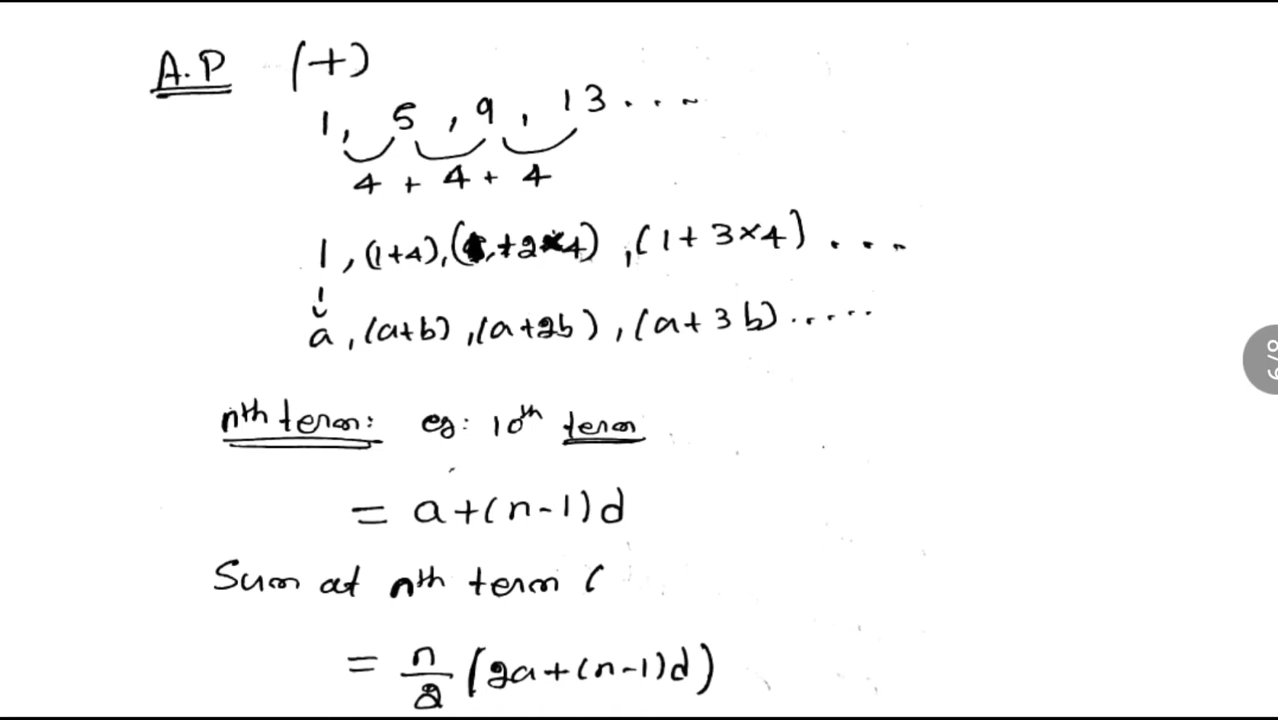 A.P (+)
1, 5, 9, 13...
4 + 4 + 4
1, (1+4), (1+2×4), (1+3×4)...
a, (a+b), (a+2b), (a+3b).....
nth term: eg: 10th term
= a+(n-1)d
Sum at nth term (
= n/2 (2a+(n-1)d)